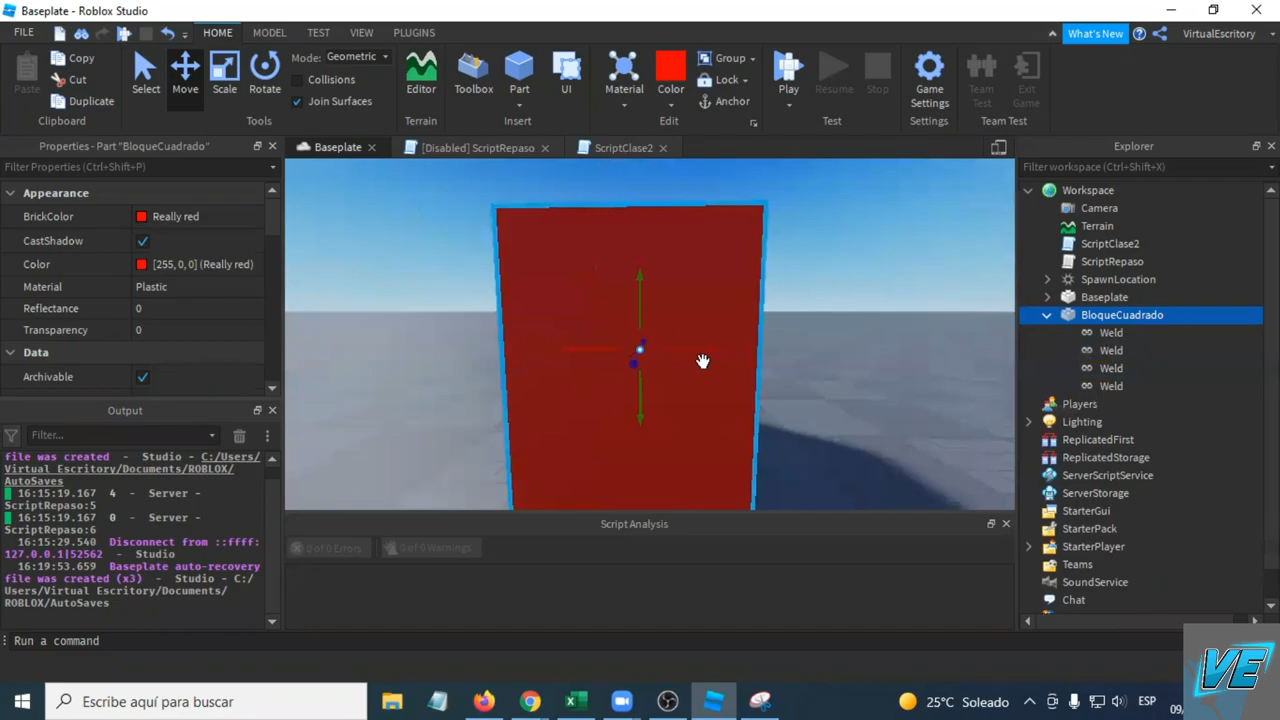 Baseplate - Roblox Studio
FILE HOME MODEL TEST VIEW PLUGINS What's New VirtualEscritory
Paste Copy Cut Duplicate Select Move Scale Rotate Mode: Geometric Collisions Join Surfaces Editor Toolbox Part UI Material Color Group Lock Anchor Play Resume Stop Game Settings Team Test Exit Game
Clipboard Tools Terrain Insert Edit Test Settings Team Test
Properties - Part "BloqueCuadrado"
Filter Properties (Ctrl+Shift+P)
Appearance
BrickColor Really red
CastShadow
Color [255, 0, 0] (Really red)
Material Plastic
Reflectance 0
Transparency 0
Data
Archivable
Output
Filter...
file was created - Studio - C:/Users/
Virtual Escritory/Documents/ROBLOX/
AutoSaves
16:15:19.167 4 - Server -
ScriptRepaso:5
16:15:19.167 0 - Server -
ScriptRepaso:6
16:15:29.540 Disconnect from ::ffff:
127.0.0.1|52562 - Studio
16:19:53.659 Baseplate auto-recovery
file was created (x3) - Studio - C:/
Users/Virtual Escritory/Documents/
ROBLOX/AutoSaves
Baseplate [Disabled] ScriptRepaso ScriptClase2
Script Analysis
0 of 0 Errors 0 of 0 Warnings
Explorer
Filter workspace (Ctrl+Shift+X)
Workspace
Camera
Terrain
ScriptClase2
ScriptRepaso
SpawnLocation
Baseplate
BloqueCuadrado
Weld
Weld
Weld
Weld
Players
Lighting
ReplicatedFirst
ReplicatedStorage
ServerScriptService
ServerStorage
StarterGui
StarterPack
StarterPlayer
Teams
SoundService
Chat
Run a command
VE
Escribe aquí para buscar
25°C Soleado
ESP
09/